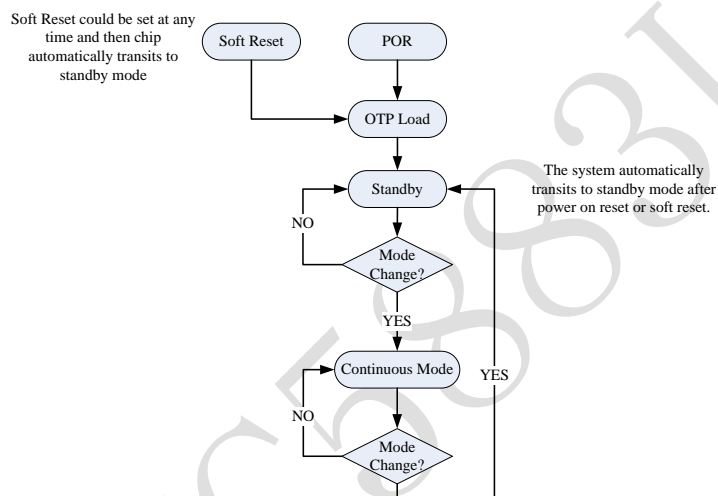 Soft Reset could be set at any
time and then chip
automatically transits to
standby mode
Soft Reset
POR
OTP Load
Standby
The system automatically
transits to standby mode after
power on reset or soft reset.
NO
Mode
Change?
YES
Continuous Mode
YES
NO
Mode
Change?